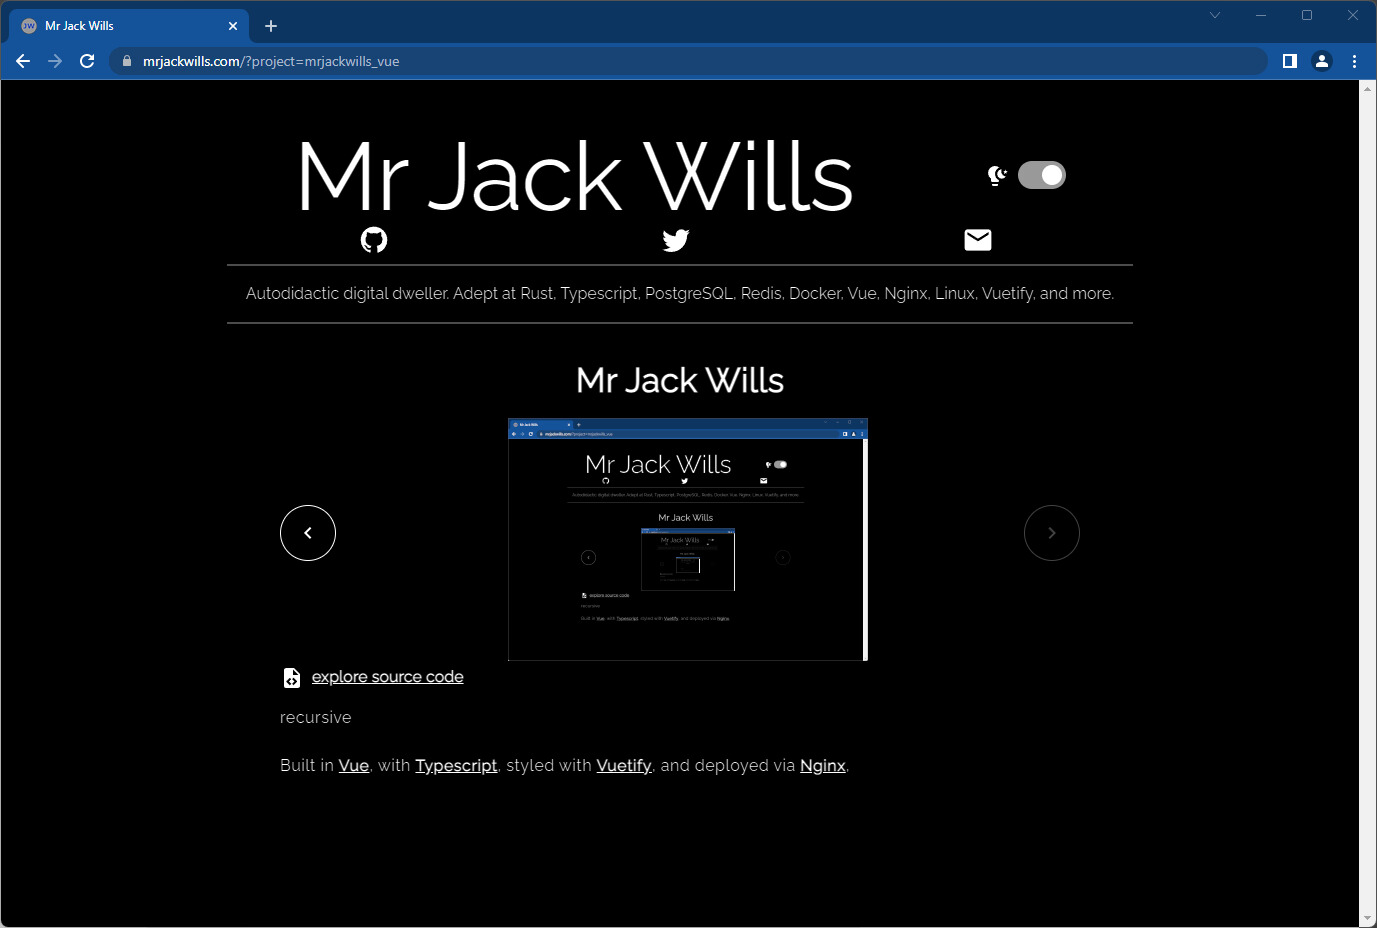 JW Mr Jack Wills
mrjackwills.com/?project=mrjackwills_vue
Mr Jack Wills
Autodidactic digital dweller. Adept at Rust, Typescript, PostgreSQL, Redis, Docker, Vue, Nginx, Linux, Vuetify, and more.
Mr Jack Wills
Mr Jack Wills
mrjackwills.com/?project=mrjackwills_vue
Mr Jack Wills
Autodidactic digital dweller. Adept at Rust, Typescript, PostgreSQL, Redis, Docker, Vue, Nginx, Linux, Vuetify, and more.
Mr Jack Wills
Mr Jack Wills
explore source code
recursive
Built in Vue, with Typescript, styled with Vuetify, and deployed via Nginx.
explore source code
recursive
Built in Vue, with Typescript, styled with Vuetify, and deployed via Nginx.